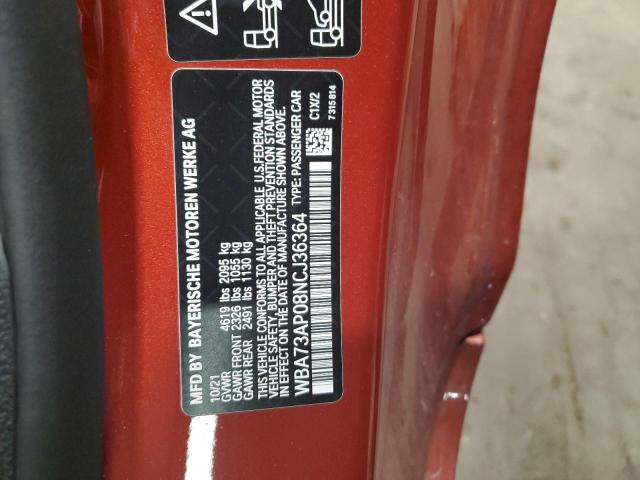 MFD BY BAYERISCHE MOTOREN WERKE AG
10/21
GVWR 4619 lbs 2095 kg
GAWR FRONT 2326 lbs 1055 kg
GAWR REAR 2491 lbs 1130 kg
THIS VEHICLE CONFORMS TO ALL APPLICABLE U.S.FEDERAL MOTOR
VEHICLE SAFETY, BUMPER AND THEFT PREVENTION STANDARDS
IN EFFECT ON THE DATE OF MANUFACTURE SHOWN ABOVE.
WBA73AP08NCJ36364 TYPE: PASSENGER CAR
C1X/2
7315814